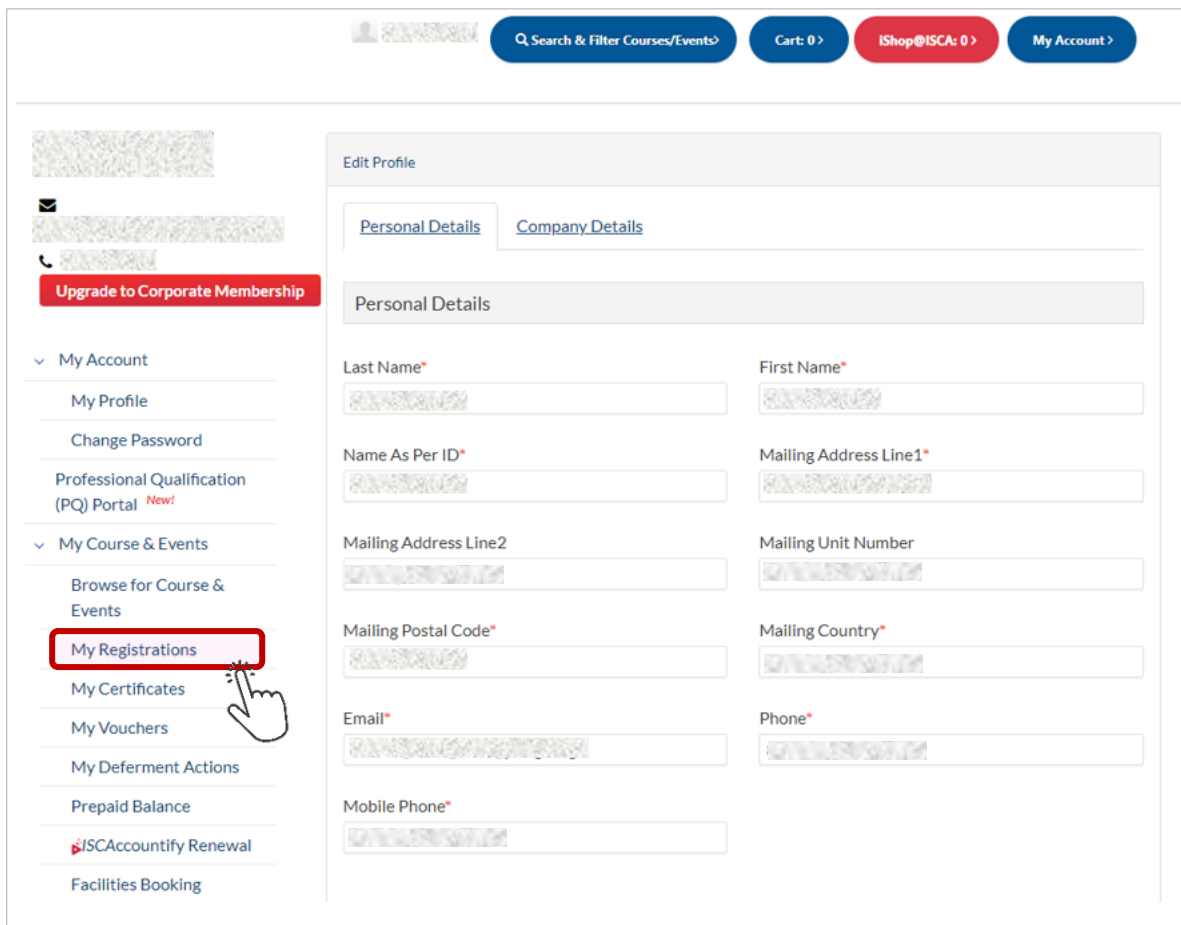 Search & Filter Courses/Events>
Cart: 0 >
iShop@ISCA: 0 >
My Account >
Edit Profile
Personal Details
Company Details
Upgrade to Corporate Membership
Personal Details
My Account
My Profile
Change Password
Professional Qualification
(PQ) Portal New!
My Course & Events
Browse for Course &
Events
My Registrations
My Certificates
My Vouchers
My Deferment Actions
Prepaid Balance
ISCAccountify Renewal
Facilities Booking
Last Name*
First Name*
Name As Per ID*
Mailing Address Line1*
Mailing Address Line2
Mailing Unit Number
Mailing Postal Code*
Mailing Country*
Email*
Phone*
Mobile Phone*